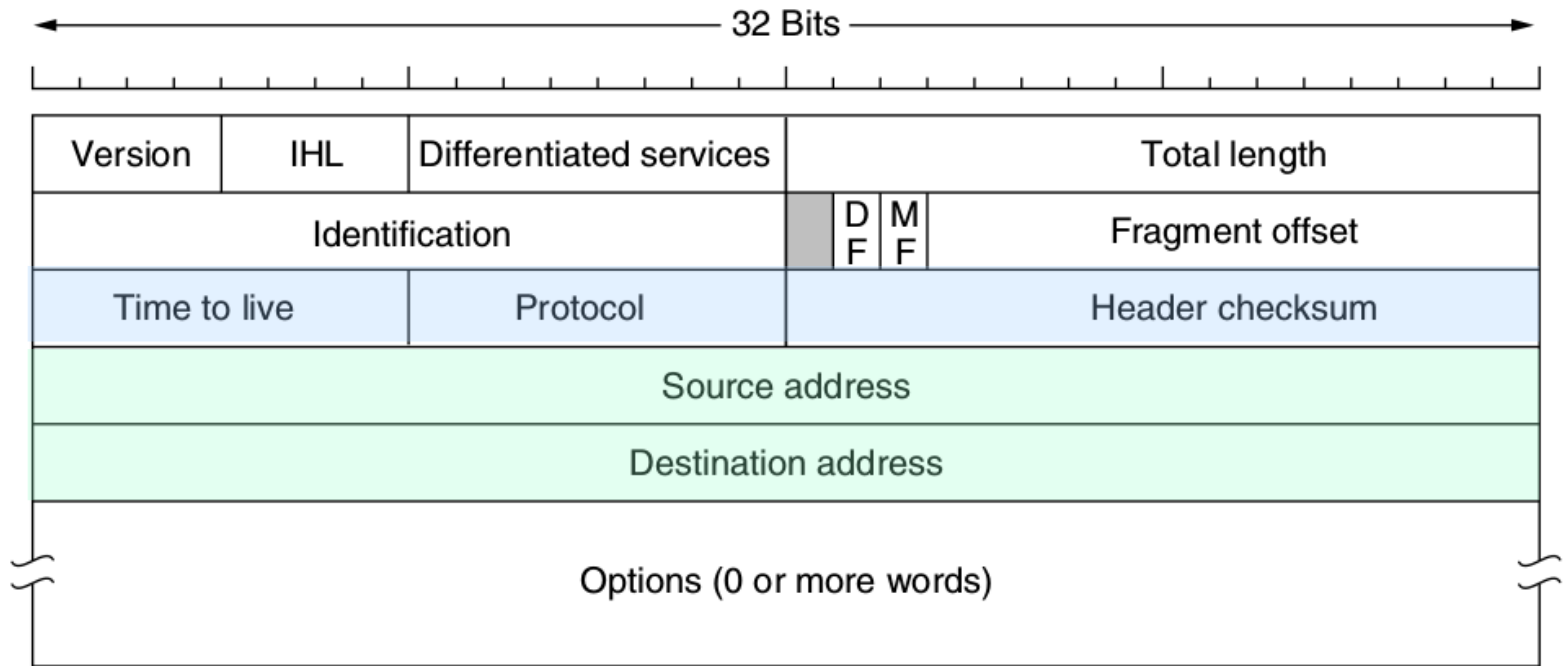 32 Bits
Version IHL Differentiated services Total length
Identification D F M F Fragment offset
Time to live Protocol Header checksum
Source address
Destination address
Options (0 or more words)